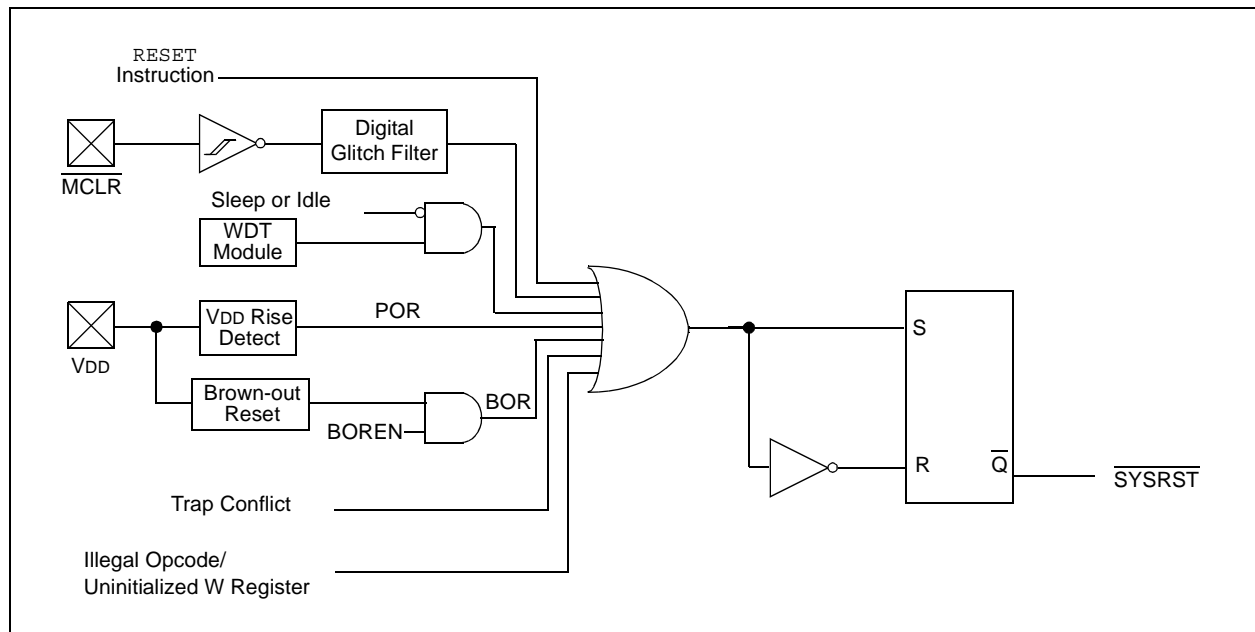 RESET
Instruction
Digital
Glitch Filter
MCLR
Sleep or Idle
WDT
Module
VDD Rise
Detect
POR
VDD
S
Brown-out
Reset
BOR
BOREN
R
Q
SYSRST
Trap Conflict
Illegal Opcode/
Uninitialized W Register